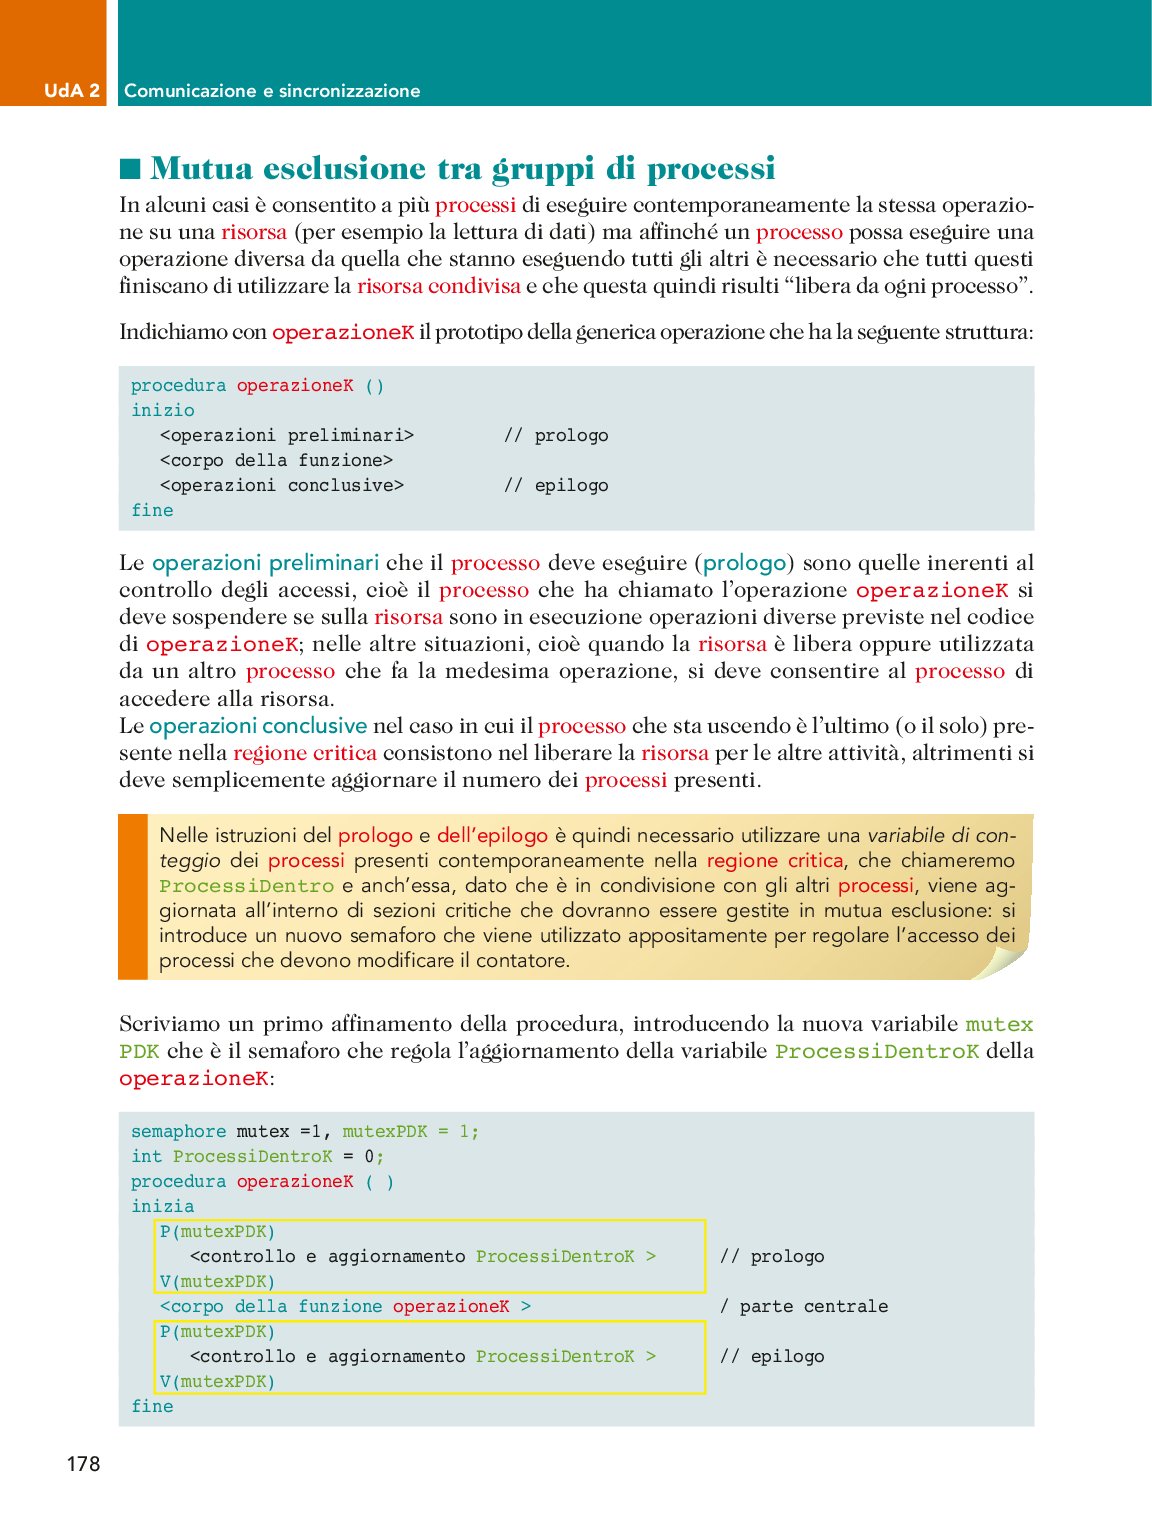 UdA 2 Comunicazione e sincronizzazione
■ Mutua esclusione tra gruppi di processi
In alcuni casi è consentito a più processi di eseguire contemporaneamente la stessa operazio-
ne su una risorsa (per esempio la lettura di dati) ma affinché un processo possa eseguire una
operazione diversa da quella che stanno eseguendo tutti gli altri è necessario che tutti questi
finiscano di utilizzare la risorsa condivisa e che questa quindi risulti “libera da ogni processo”.
Indichiamo con operazioneK il prototipo della generica operazione che ha la seguente struttura:
procedura operazioneK ()
inizio
<operazioni preliminari> // prologo
<corpo della funzione>
<operazioni conclusive> // epilogo
fine
Le operazioni preliminari che il processo deve eseguire (prologo) sono quelle inerenti al
controllo degli accessi, cioè il processo che ha chiamato l’operazione operazioneK si
deve sospendere se sulla risorsa sono in esecuzione operazioni diverse previste nel codice
di operazioneK; nelle altre situazioni, cioè quando la risorsa è libera oppure utilizzata
da un altro processo che fa la medesima operazione, si deve consentire al processo di
accedere alla risorsa.
Le operazioni conclusive nel caso in cui il processo che sta uscendo è l’ultimo (o il solo) pre-
sente nella regione critica consistono nel liberare la risorsa per le altre attività, altrimenti si
deve semplicemente aggiornare il numero dei processi presenti.
Nelle istruzioni del prologo e dell’epilogo è quindi necessario utilizzare una variabile di con-
teggio dei processi presenti contemporaneamente nella regione critica, che chiameremo
ProcessiDentro e anch’essa, dato che è in condivisione con gli altri processi, viene ag-
giornata all’interno di sezioni critiche che dovranno essere gestite in mutua esclusione: si
introduce un nuovo semaforo che viene utilizzato appositamente per regolare l’accesso dei
processi che devono modificare il contatore.
Scriviamo un primo affinamento della procedura, introducendo la nuova variabile mutex
PDK che è il semaforo che regola l’aggiornamento della variabile ProcessiDentroK della
operazioneK:
semaphore mutex =1, mutexPDK = 1;
int ProcessiDentroK = 0;
procedura operazioneK ( )
inizia
P(mutexPDK)
<controllo e aggiornamento ProcessiDentroK > // prologo
V(mutexPDK)
<corpo della funzione operazioneK > / parte centrale
P(mutexPDK)
<controllo e aggiornamento ProcessiDentroK > // epilogo
V(mutexPDK)
fine
178